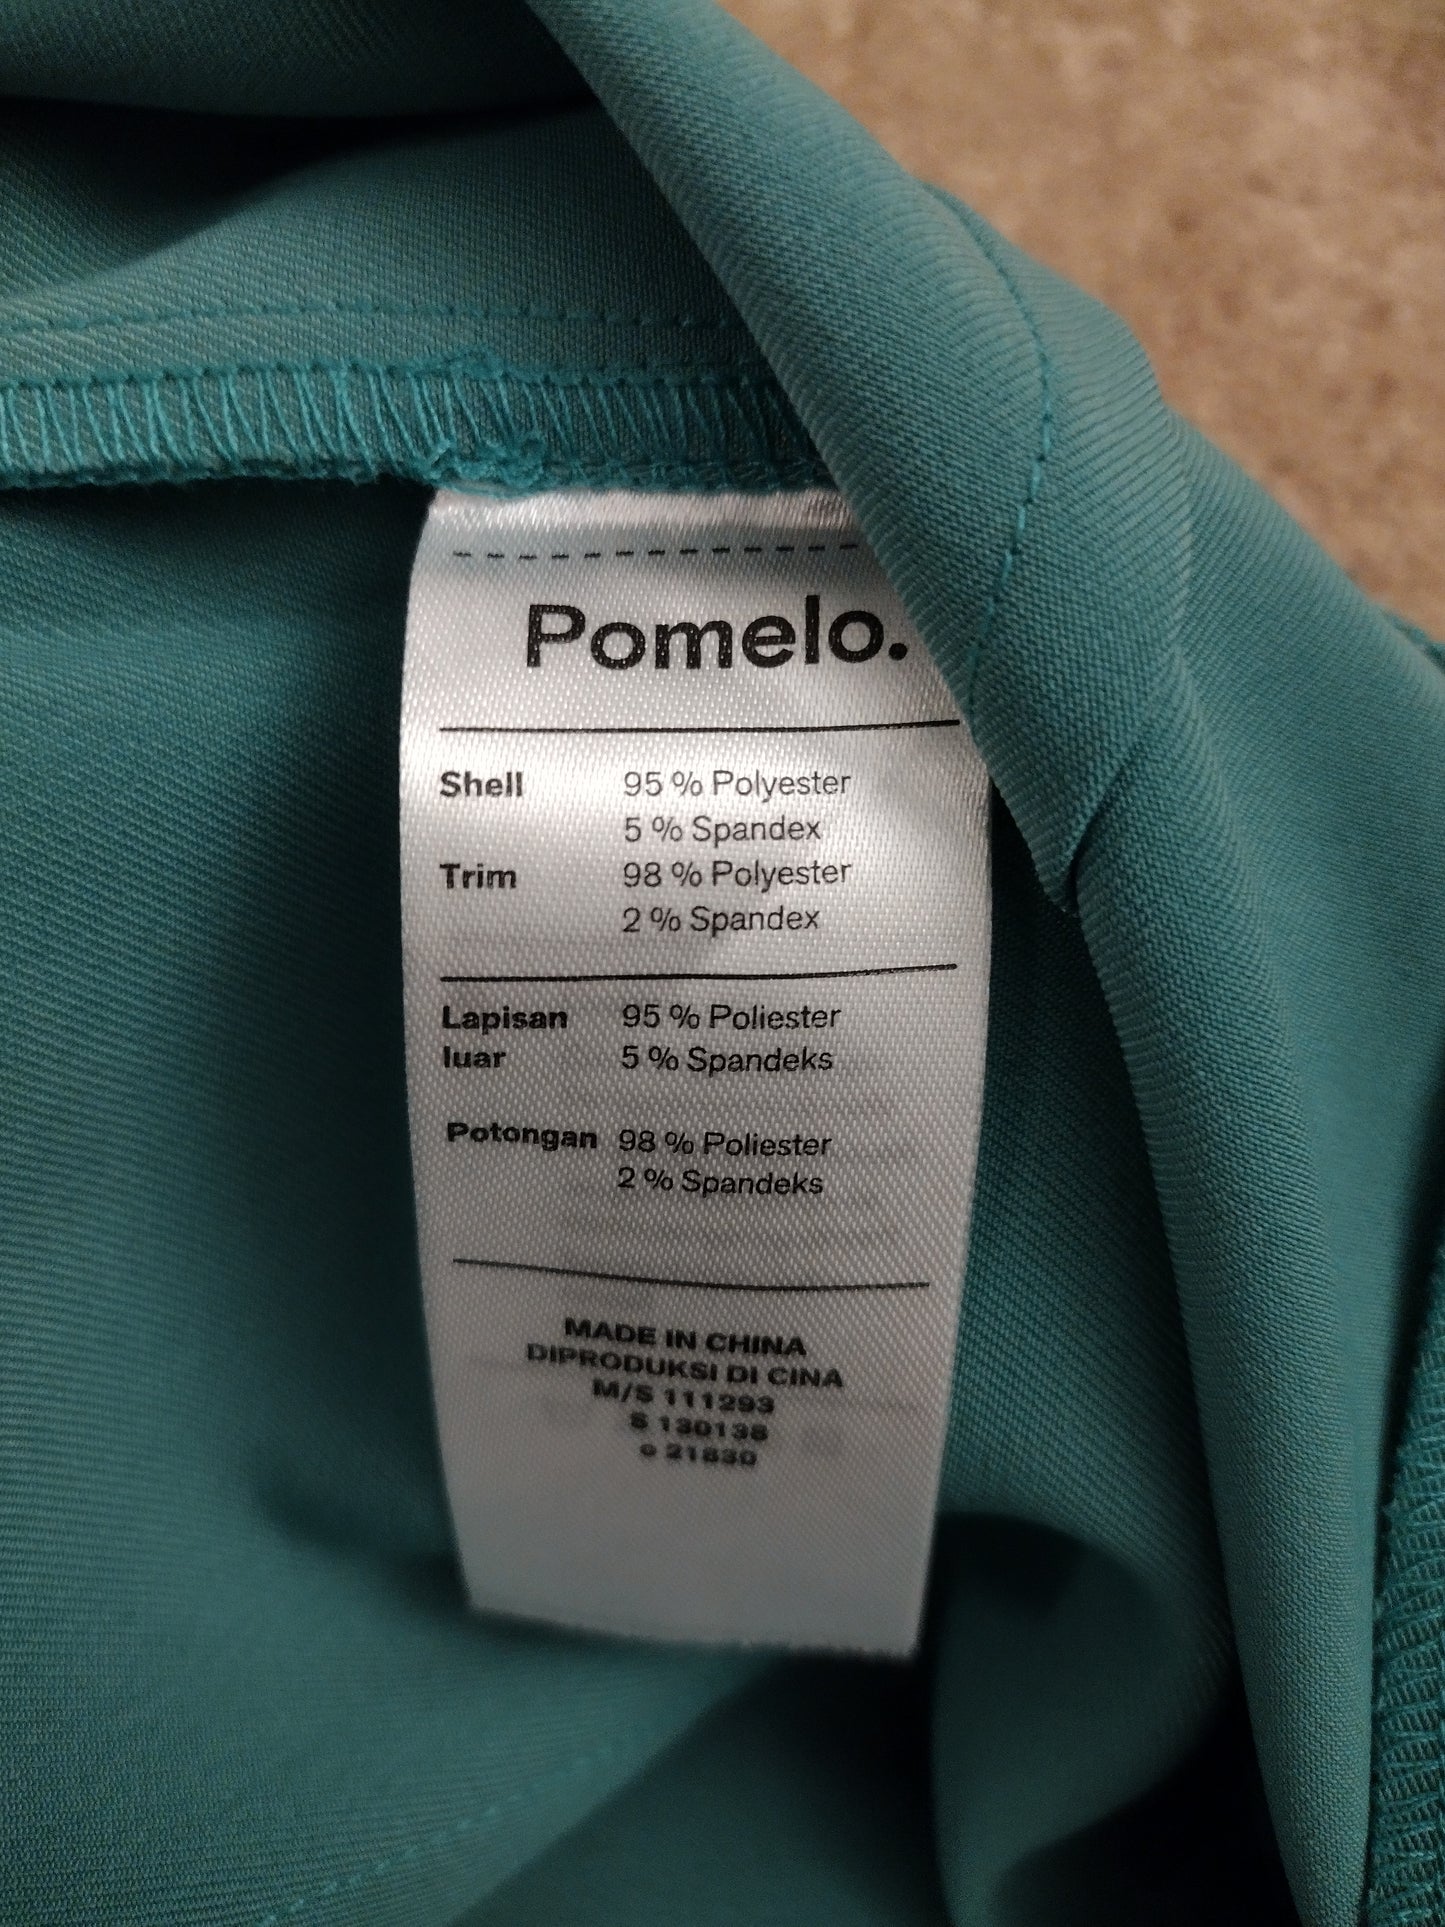 Pomelo.
Shell 95 % Polyester
5 % Spandex
Trim 98 % Polyester
2 % Spandex
Lapisan 95 % Poliester
luar 5 % Spandeks
Potongan 98 % Poliester
2 % Spandeks
MADE IN CHINA
DIPRODUKSI DI CINA
M/S 111293
S 130138
o 21830